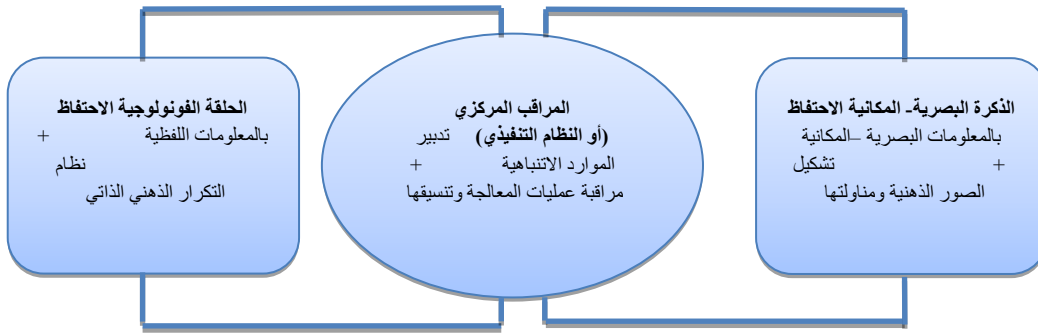 الذكرة البصرية- المكانية الاحتفاظ
بالمعلومات البصرية –المكانية
+ تشكيل
الصور الذهنية ومناولتها
المراقب المركزي
(أو النظام التنفيذي) تدبير
الموارد الانتباهية +
مراقبة عمليات المعالجة وتنسيقها
الحلقة الفونولوجية الاحتفاظ
بالمعلومات اللفظية +
نظام
التكرار الذهني الذاتي